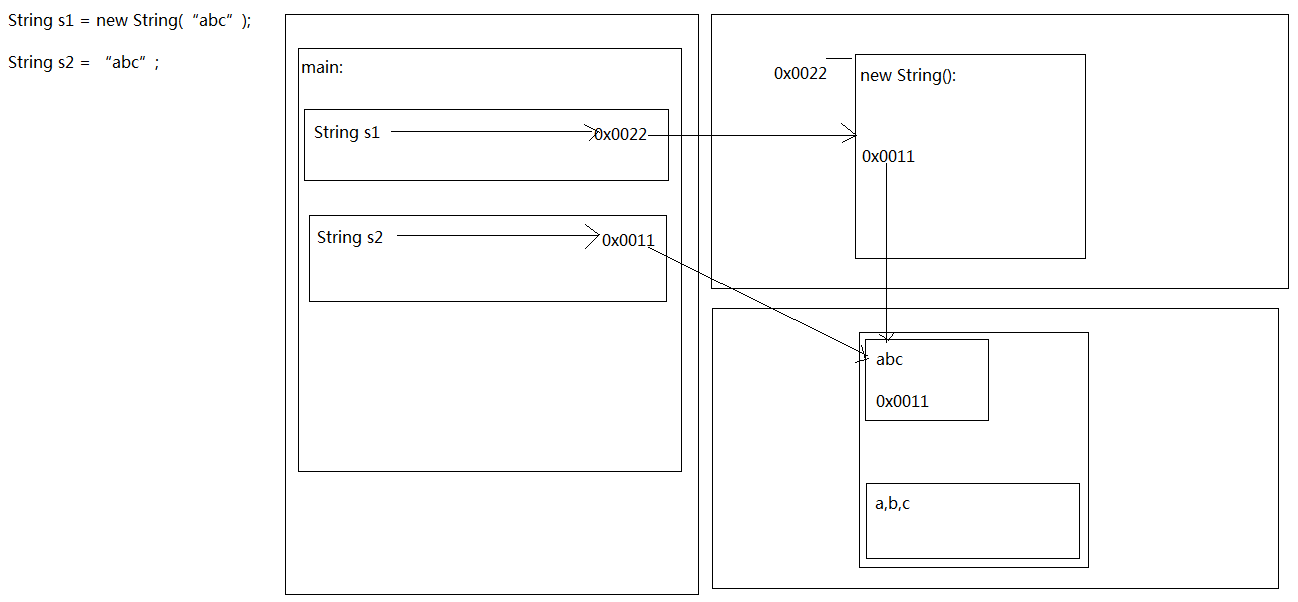 String s1 = new String(“abc”);
String s2 = “abc”;
main:
String s1
0x0022
String s2
0x0011
0x0022
new String():
0x0011
abc
0x0011
a,b,c